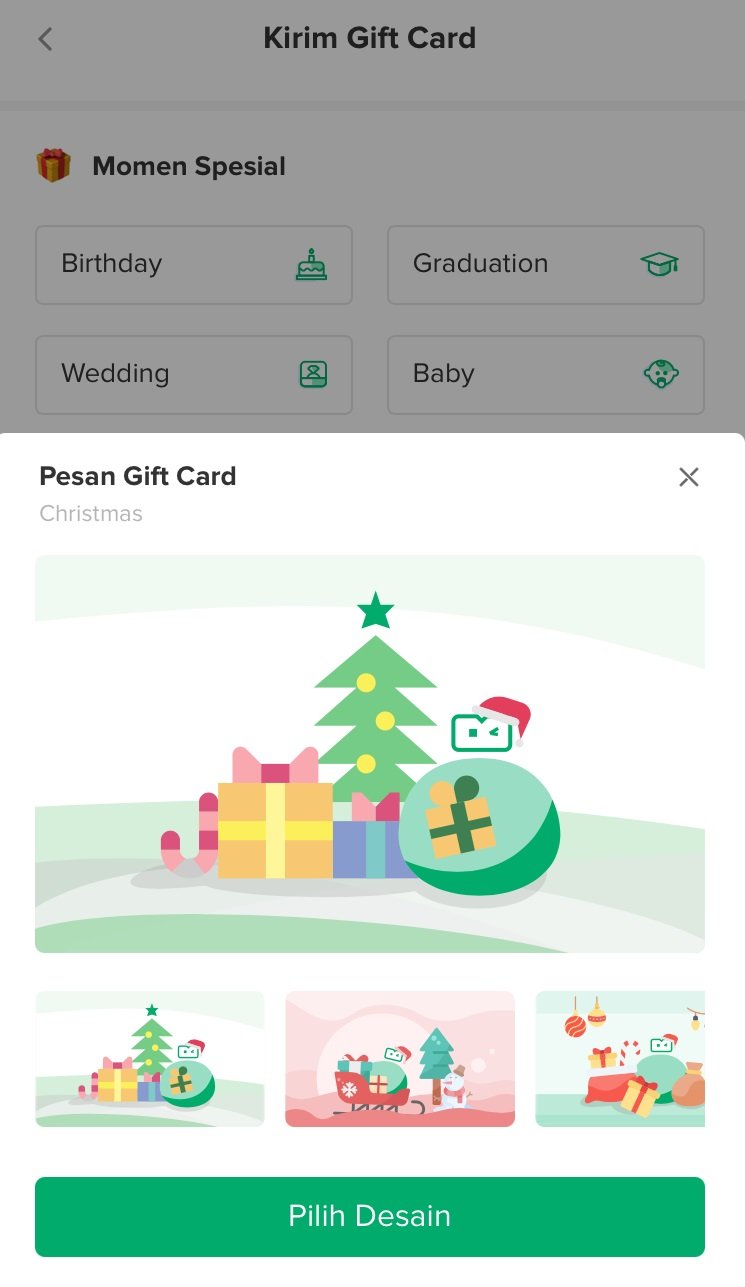 Kirim Gift Card
Momen Spesial
Birthday
Graduation
Wedding
Baby
Pesan Gift Card
Christmas
Pilih Desain